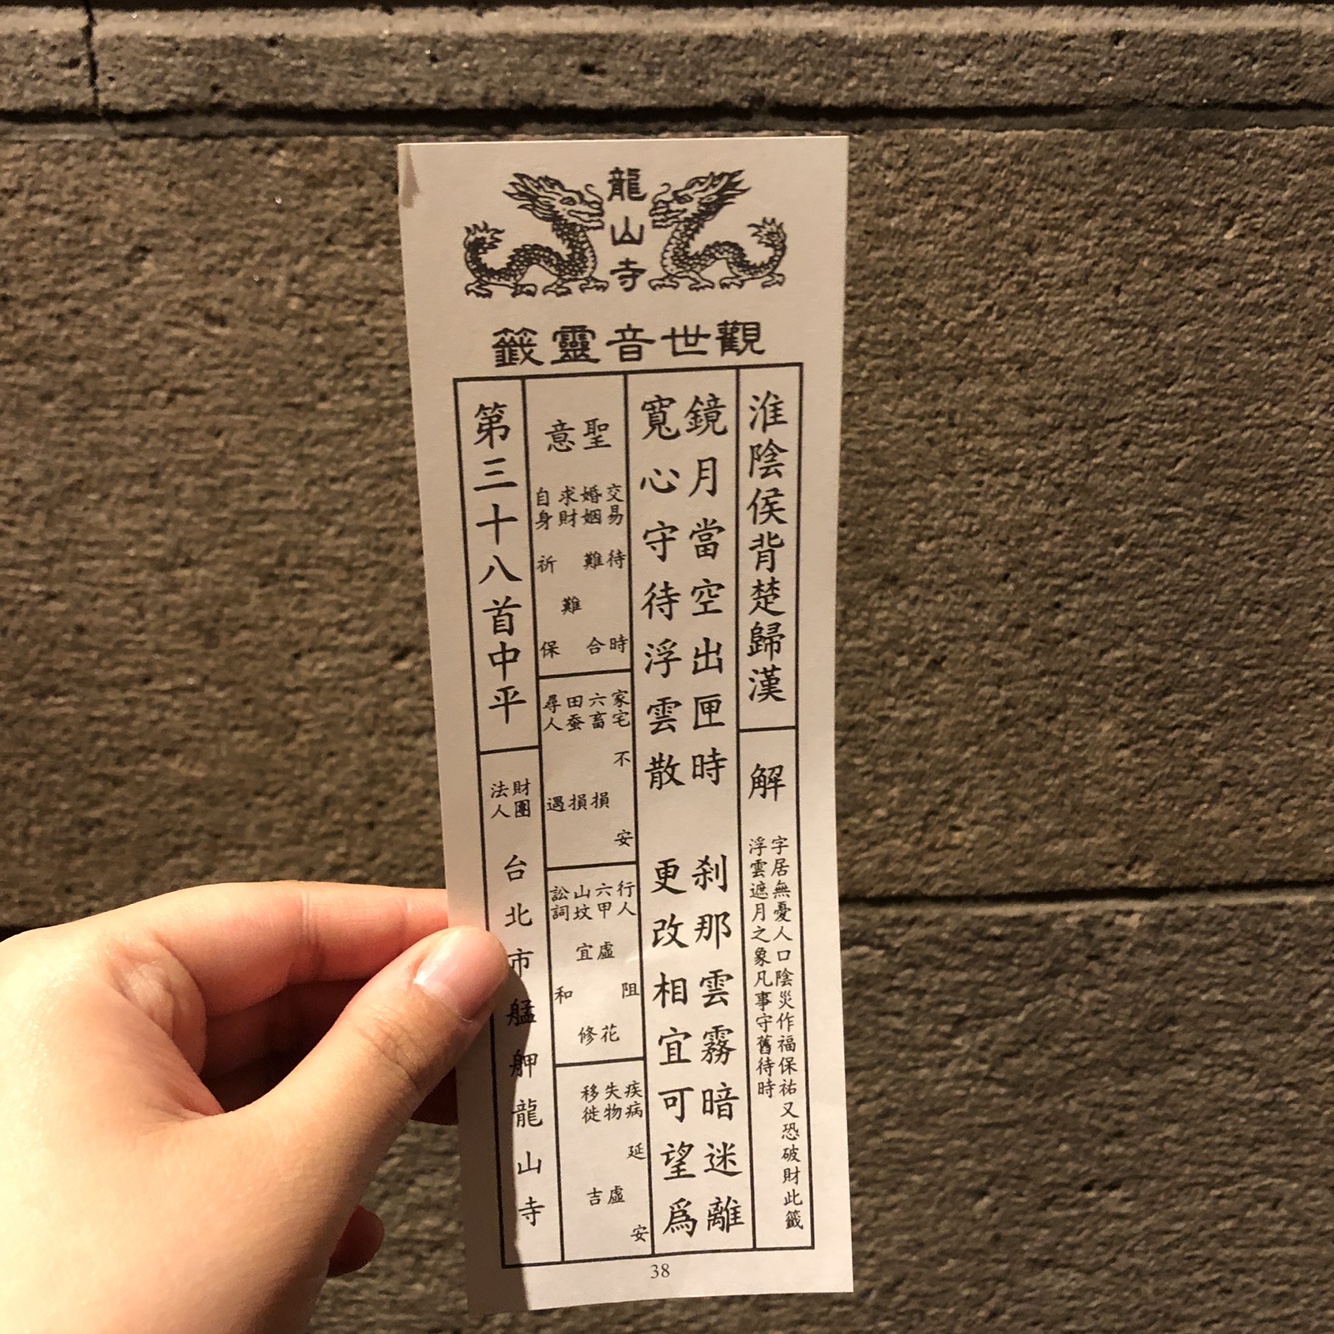 龍山寺
觀世音靈籤
淮陰侯背楚歸漢
解
字居無憂人口陰災作福保祐又恐破財此籤
浮雲遮月之象凡事守舊待時
鏡月當空出匣時 剎那雲霧暗迷離
寬心守待浮雲散 更改相宜可望為
聖意
交易待時
婚姻難合
求財難
自身祈保
家宅不安
六畜損
田蚕損
尋人遇
行人阻
六甲虛花
山墳宜修
訟詞和
疾病延安
失物虛
移徙吉
第三十八首中平
財團法人
台北市艋舺龍山寺
38